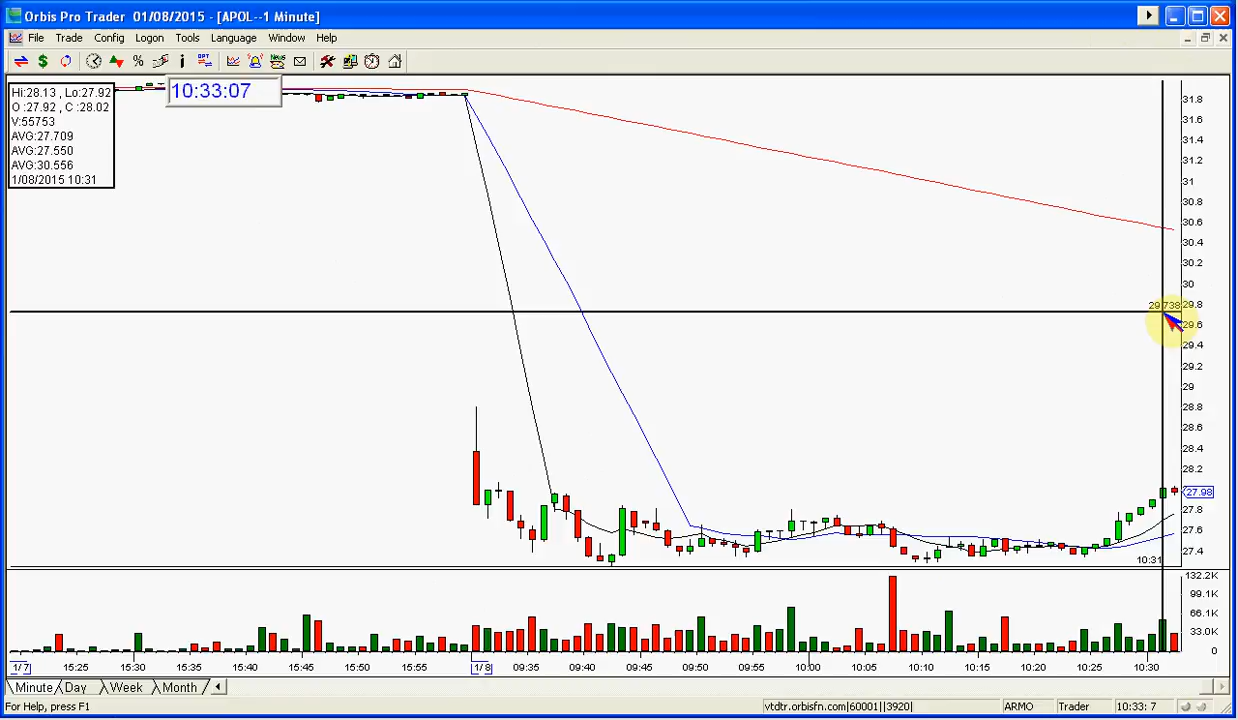 Orbis Pro Trader 01/08/2015 - [APOL--1 Minute]
File Trade Config Logon Tools Language Window Help
Hi:28.13 , Lo:27.92
O :27.92 , C :28.02
V:55753
AVG:27.709
AVG:27.550
AVG:30.556
1/08/2015 10:31
10:33:07
31.8
31.6
31.4
31.2
31
30.8
30.6
30.4
30.2
30
29.738
29.8
29.6
29.4
29.2
29
28.8
28.6
28.4
28.2
27.98
27.8
27.6
27.4
10:31
132.2K
99.1K
66.1K
33.0K
0
1/7 15:25 15:30 15:35 15:40 15:45 15:50 15:55 1/8 09:35 09:40 09:45 09:50 09:55 10:00 10:05 10:10 10:15 10:20 10:25 10:30
Minute Day Week Month
For Help, press F1
vtdtr.orbisfn.com|60001||3920|
ARMO
Trader
10:33: 7